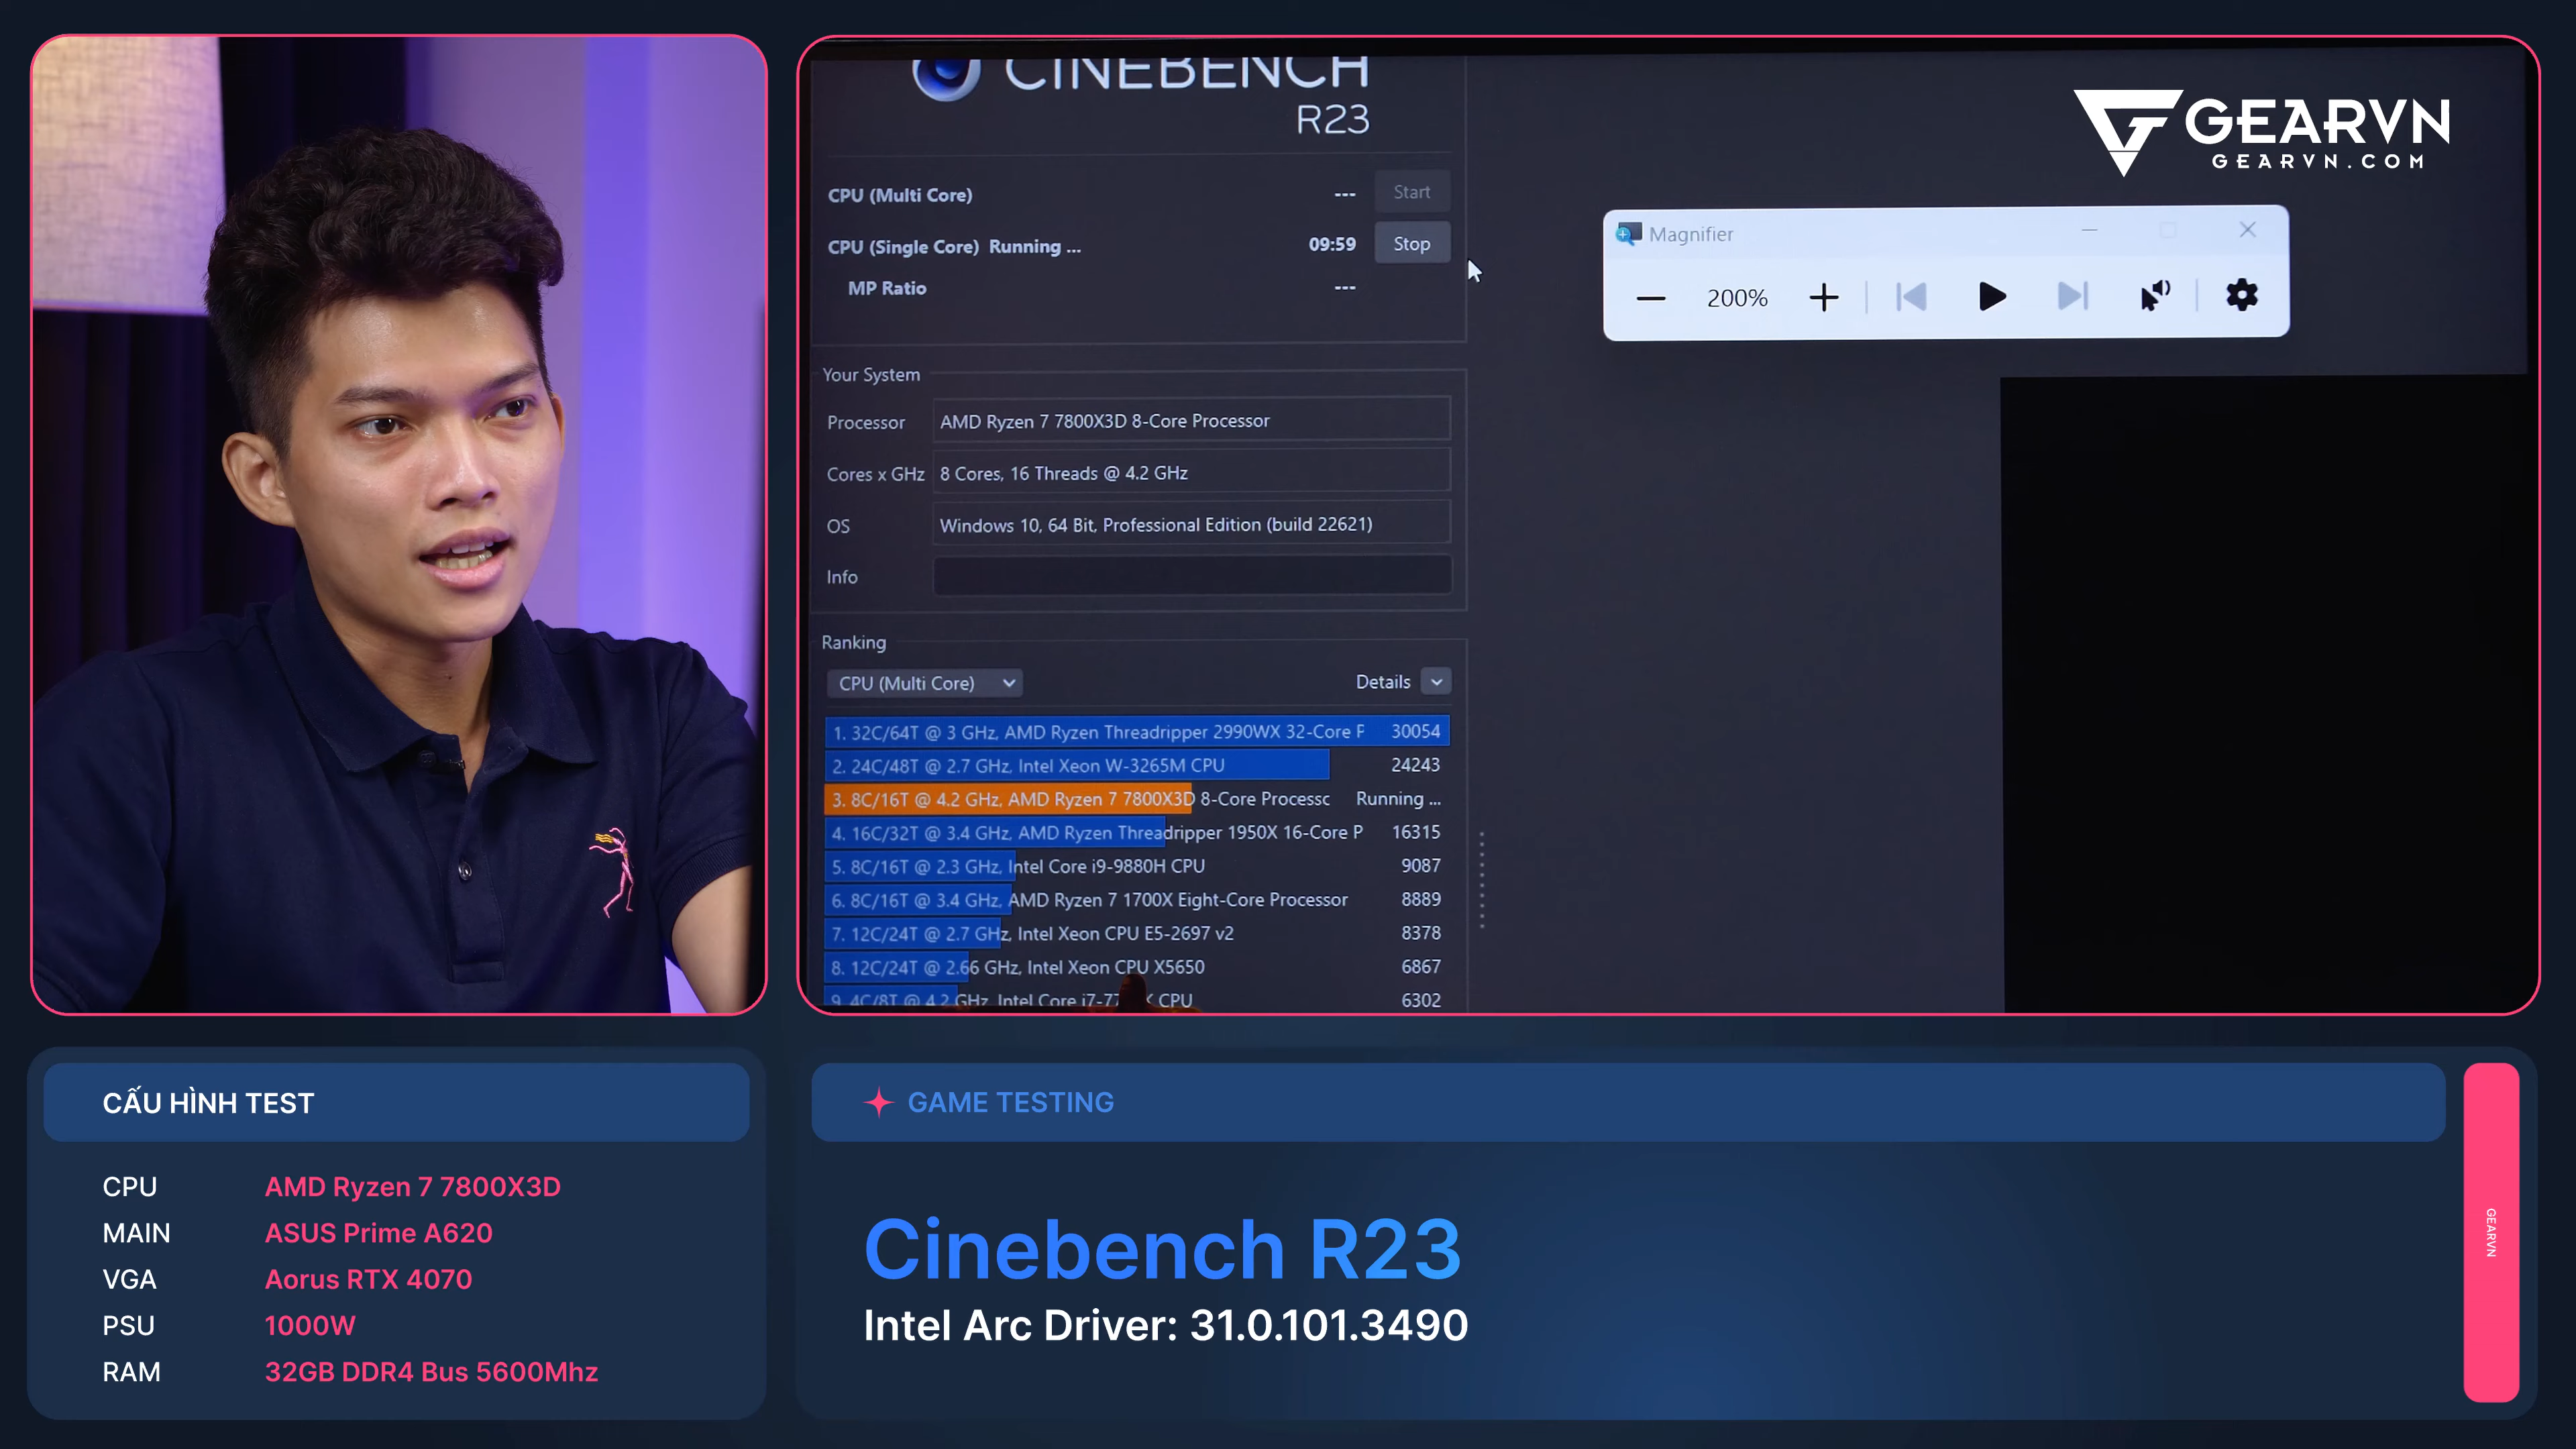 CINEBENCH
R23
GEARVN
GEARVN.COM
CPU (Multi Core) --- Start
CPU (Single Core) Running ... 09:59 Stop
MP Ratio ---
Magnifier
200%
Your System
Processor AMD Ryzen 7 7800X3D 8-Core Processor
Cores x GHz 8 Cores, 16 Threads @ 4.2 GHz
OS Windows 10, 64 Bit, Professional Edition (build 22621)
Info
Ranking
CPU (Multi Core) Details
1. 32C/64T @ 3 GHz, AMD Ryzen Threadripper 2990WX 32-Core P 30054
2. 24C/48T @ 2.7 GHz, Intel Xeon W-3265M CPU 24243
3. 8C/16T @ 4.2 GHz, AMD Ryzen 7 7800X3D 8-Core Processc Running ...
4. 16C/32T @ 3.4 GHz, AMD Ryzen Threadripper 1950X 16-Core P 16315
5. 8C/16T @ 2.3 GHz, Intel Core i9-9880H CPU 9087
6. 8C/16T @ 3.4 GHz, AMD Ryzen 7 1700X Eight-Core Processor 8889
7. 12C/24T @ 2.7 GHz, Intel Xeon CPU E5-2697 v2 8378
8. 12C/24T @ 2.66 GHz, Intel Xeon CPU X5650 6867
9. 4C/8T @ 4.2 GHz, Intel Core CPU 6302
CẤU HÌNH TEST
CPU AMD Ryzen 7 7800X3D
MAIN ASUS Prime A620
VGA Aorus RTX 4070
PSU 1000W
RAM 32GB DDR4 Bus 5600Mhz
GAME TESTING
Cinebench R23
Intel Arc Driver: 31.0.101.3490
GEARVN